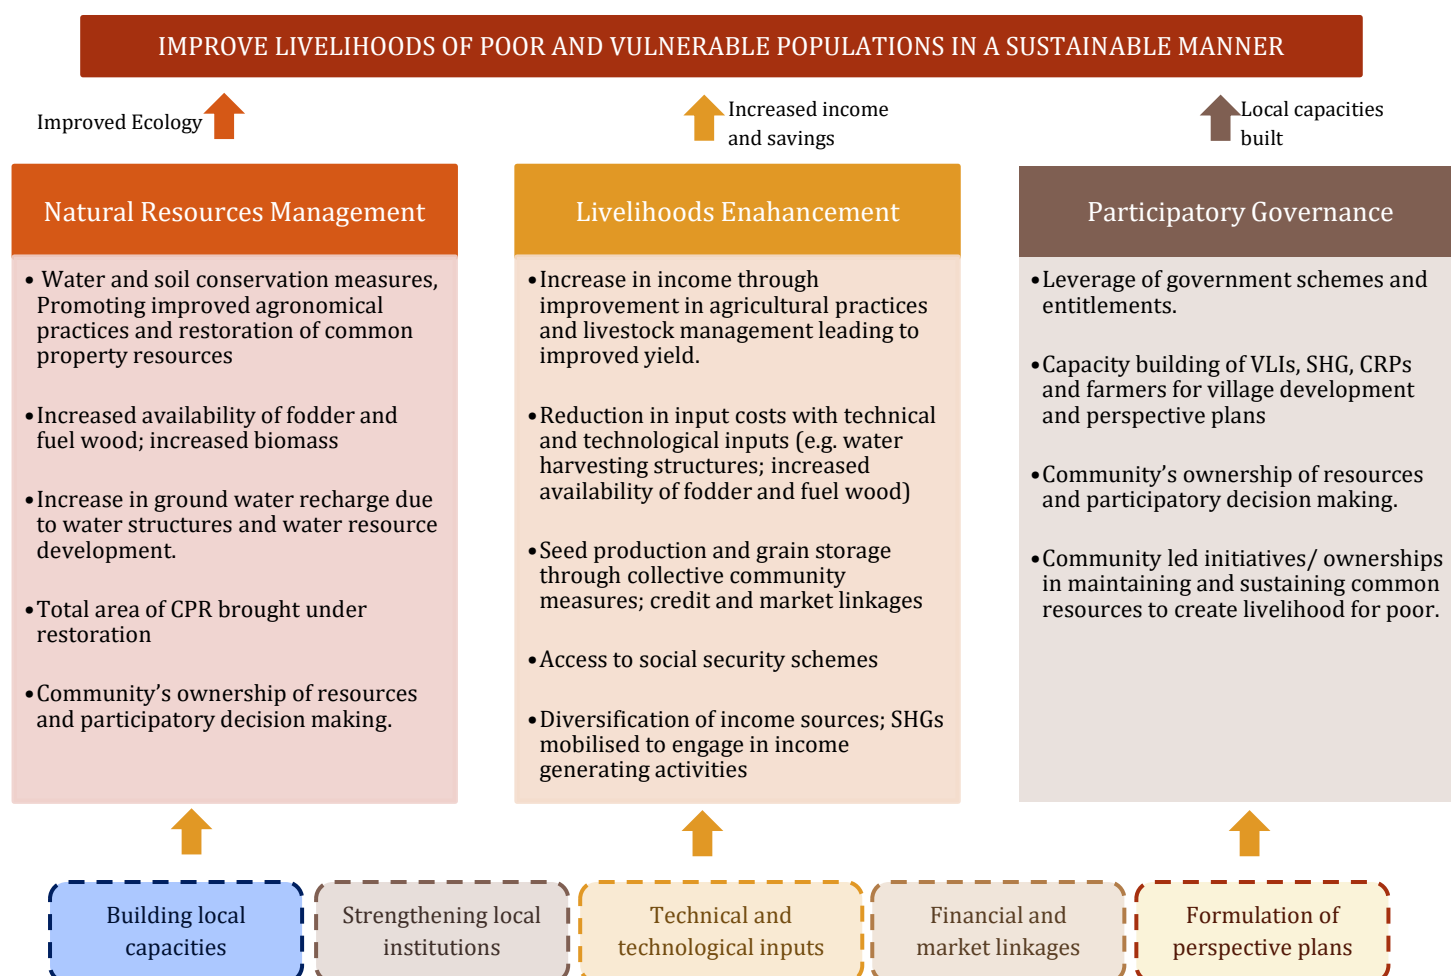 IMPROVE LIVELIHOODS OF POOR AND VULNERABLE POPULATIONS IN A SUSTAINABLE MANNER
Improved Ecology
Increased income
and savings
Local capacities
built
Natural Resources Management
• Water and soil conservation measures,
Promoting improved agronomical
practices and restoration of common
property resources
•Increased availability of fodder and
fuel wood; increased biomass
•Increase in ground water recharge due
to water structures and water resource
development.
•Total area of CPR brought under
restoration
•Community’s ownership of resources
and participatory decision making.
Livelihoods Enahancement
•Increase in income through
improvement in agricultural practices
and livestock management leading to
improved yield.
•Reduction in input costs with technical
and technological inputs (e.g. water
harvesting structures; increased
availability of fodder and fuel wood)
•Seed production and grain storage
through collective community
measures; credit and market linkages
•Access to social security schemes
•Diversification of income sources; SHGs
mobilised to engage in income
generating activities
Participatory Governance
•Leverage of government schemes and
entitlements.
•Capacity building of VLIs, SHG, CRPs
and farmers for village development
and perspective plans
•Community’s ownership of resources
and participatory decision making.
•Community led initiatives/ ownerships
in maintaining and sustaining common
resources to create livelihood for poor.
Building local
capacities
Strengthening local
institutions
Technical and
technological inputs
Financial and
market linkages
Formulation of
perspective plans